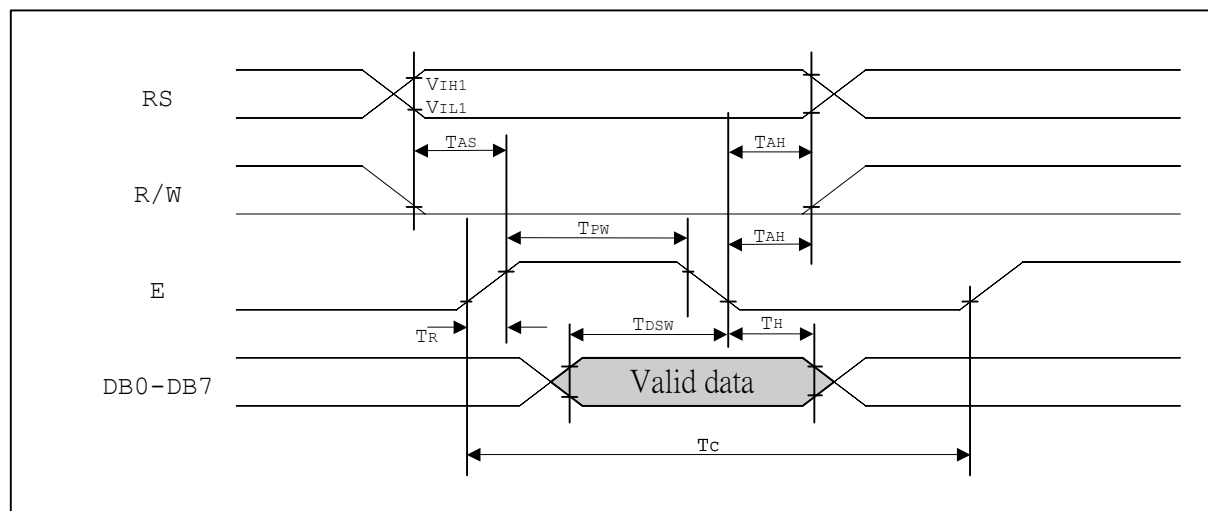 RS
VIH1
VIL1
TAS
TAH
R/W
TPW
TAH
E
TR
TDSW
TH
DB0-DB7
Valid data
Tc